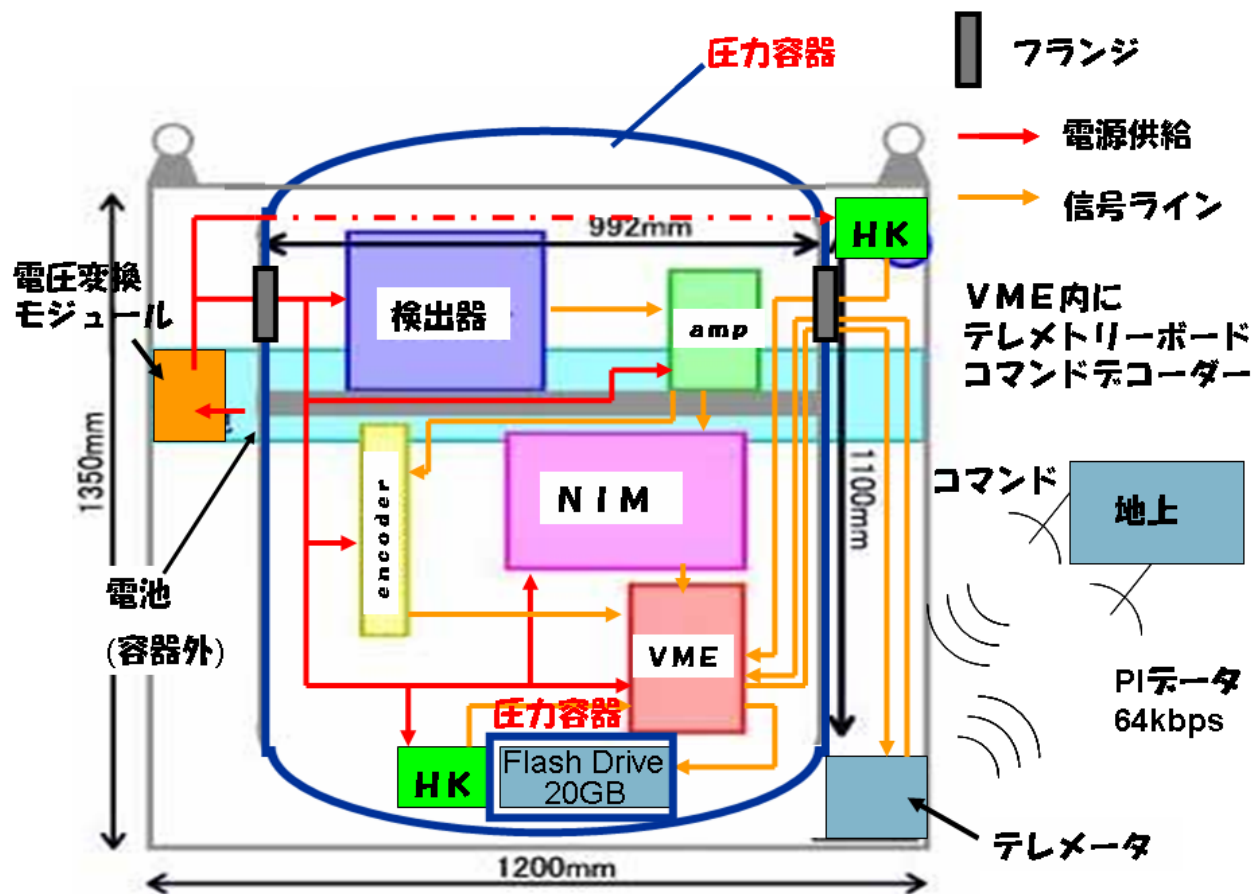 圧力容器
フランジ
電源供給
信号ライン
HK
992mm
電圧変換
モジュール
検出器
amp
VME内に
テレメトリーボード
コマンドデコーダー
1350mm
encoder
NIM
1100mm
コマンド
地上
電池
(容器外)
VME
圧力容器
PIデータ
64kbps
HK
Flash Drive
20GB
テレメータ
1200mm